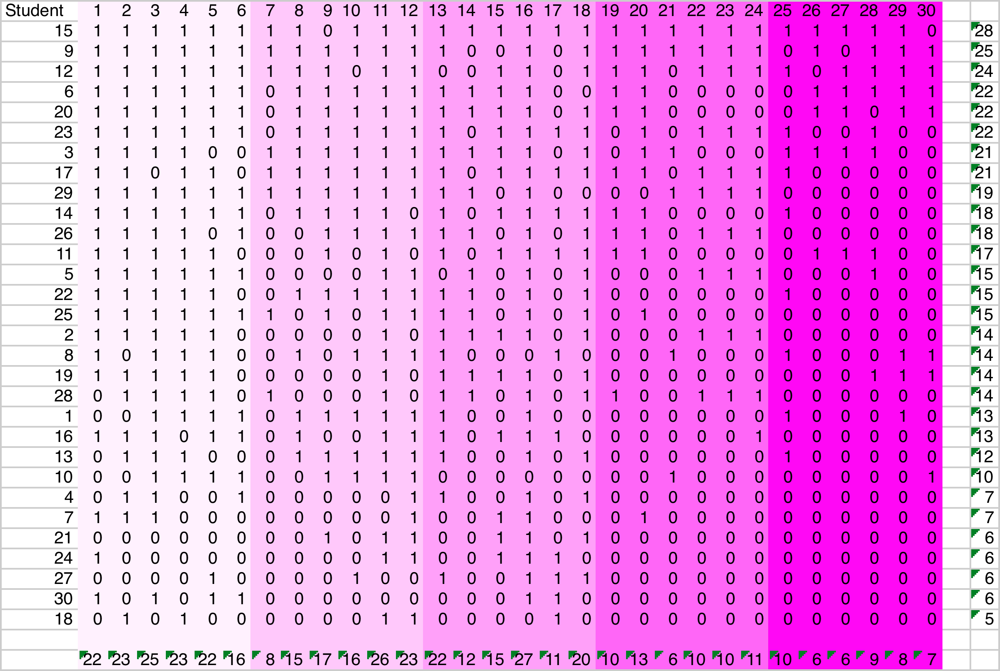 Student 1 2 3 4 5 6 7 8 9 10 11 12 13 14 15 16 17 18 19 20 21 22 23 24 25 26 27 28 29 30
15 1 1 1 1 1 1 1 1 0 1 1 1 1 1 1 1 1 1 1 1 1 1 1 1 1 1 1 1 1 0 28
9 1 1 1 1 1 1 1 1 1 1 1 1 1 0 0 1 0 1 1 1 1 1 1 1 0 1 0 1 1 1 25
12 1 1 1 1 1 1 1 1 1 0 1 1 0 0 1 1 0 1 1 1 0 1 1 1 1 0 1 1 1 1 24
6 1 1 1 1 1 1 0 1 1 1 1 1 1 1 1 1 0 0 1 1 0 0 0 0 0 1 1 1 1 1 22
20 1 1 1 1 1 1 0 1 1 1 1 1 1 1 1 1 0 1 1 1 0 0 0 0 0 1 1 0 1 1 22
23 1 1 1 1 1 1 0 1 1 1 1 1 1 0 1 1 1 1 0 1 0 1 1 1 1 0 0 1 0 0 22
3 1 1 1 1 0 0 1 1 1 1 1 1 1 1 1 1 0 1 0 1 1 0 0 0 1 1 1 1 0 0 21
17 1 1 0 1 1 0 1 1 1 1 1 1 1 0 1 1 1 1 1 1 0 1 1 1 1 0 0 0 0 0 21
29 1 1 1 1 1 1 1 1 1 1 1 1 1 1 0 1 0 0 0 0 1 1 1 1 0 0 0 0 0 0 19
14 1 1 1 1 1 1 0 1 1 1 1 0 1 0 1 1 1 1 1 1 0 0 0 0 1 0 0 0 0 0 18
26 1 1 1 1 0 1 0 0 1 1 1 1 1 1 0 1 0 1 1 1 0 1 1 1 0 0 0 0 0 0 18
11 1 1 1 1 1 0 0 0 1 0 1 0 1 0 1 1 1 1 1 1 0 0 0 0 0 1 1 1 0 0 17
5 1 1 1 1 1 1 0 0 0 0 1 1 0 1 0 1 0 1 0 0 0 1 1 1 0 0 0 1 0 0 15
22 1 1 1 1 1 0 0 1 1 1 1 1 1 1 0 1 0 1 0 0 0 0 0 0 1 0 0 0 0 0 15
25 1 1 1 1 1 1 1 0 1 0 1 1 1 1 0 1 0 1 0 1 0 0 0 0 0 0 0 0 0 0 15
2 1 1 1 1 1 0 0 0 0 0 1 0 1 1 1 1 0 1 0 0 0 1 1 1 0 0 0 0 0 0 14
8 1 0 1 1 1 0 0 1 0 1 1 1 1 0 0 0 1 0 0 0 1 0 0 0 1 0 0 0 1 1 14
19 1 1 1 1 1 0 0 0 0 0 1 0 1 1 1 1 0 1 0 0 0 0 0 0 0 0 0 1 1 1 14
28 0 1 1 1 1 0 1 0 0 0 1 0 1 1 0 1 0 1 1 0 0 1 1 1 0 0 0 0 0 0 14
1 0 0 1 1 1 1 0 1 1 1 1 1 1 0 0 1 0 0 0 0 0 0 0 0 1 0 0 0 1 0 13
16 1 1 1 0 1 1 0 1 0 0 1 1 1 0 1 1 1 0 0 0 0 0 0 1 0 0 0 0 0 0 13
13 0 1 1 1 0 0 0 1 1 1 1 1 1 0 0 1 0 1 0 0 0 0 0 0 1 0 0 0 0 0 12
10 0 0 1 1 1 1 0 0 1 1 1 1 0 0 0 0 0 0 0 0 1 0 0 0 0 0 0 0 0 1 10
4 0 1 1 0 0 1 0 0 0 0 0 1 1 0 0 1 0 1 0 0 0 0 0 0 0 0 0 0 0 0 7
7 1 1 1 0 0 0 0 0 0 0 0 1 0 0 1 1 0 0 0 1 0 0 0 0 0 0 0 0 0 0 7
21 0 0 0 0 0 0 0 0 1 0 1 1 0 0 1 1 0 1 0 0 0 0 0 0 0 0 0 0 0 0 6
24 1 0 0 0 0 0 0 0 0 0 1 1 0 0 1 1 1 0 0 0 0 0 0 0 0 0 0 0 0 0 6
27 0 0 0 0 1 0 0 0 0 1 0 0 1 0 0 1 1 1 0 0 0 0 0 0 0 0 0 0 0 0 6
30 1 0 1 0 1 1 0 0 0 0 0 0 0 0 0 1 1 0 0 0 0 0 0 0 0 0 0 0 0 0 6
18 0 1 0 1 0 0 0 0 0 0 1 1 0 0 0 0 1 0 0 0 0 0 0 0 0 0 0 0 0 0 5
22 23 25 23 22 16 8 15 17 16 26 23 22 12 15 27 11 20 10 13 6 10 10 11 10 6 6 9 8 7